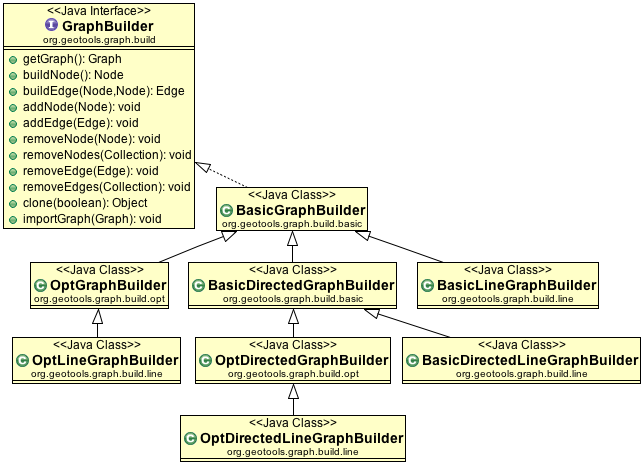 <<Java Interface>>
GraphBuilder
org.geotools.graph.build
getGraph(): Graph
buildNode(): Node
buildEdge(Node,Node): Edge
addNode(Node): void
addEdge(Edge): void
removeNode(Node): void
removeNodes(Collection): void
removeEdge(Edge): void
removeEdges(Collection): void
clone(boolean): Object
importGraph(Graph): void
<<Java Class>>
BasicGraphBuilder
org.geotools.graph.build.basic
<<Java Class>>
OptGraphBuilder
org.geotools.graph.build.opt
<<Java Class>>
BasicDirectedGraphBuilder
org.geotools.graph.build.basic
<<Java Class>>
BasicLineGraphBuilder
org.geotools.graph.build.line
<<Java Class>>
OptLineGraphBuilder
org.geotools.graph.build.line
<<Java Class>>
OptDirectedGraphBuilder
org.geotools.graph.build.opt
<<Java Class>>
BasicDirectedLineGraphBuilder
org.geotools.graph.build.line
<<Java Class>>
OptDirectedLineGraphBuilder
org.geotools.graph.build.line